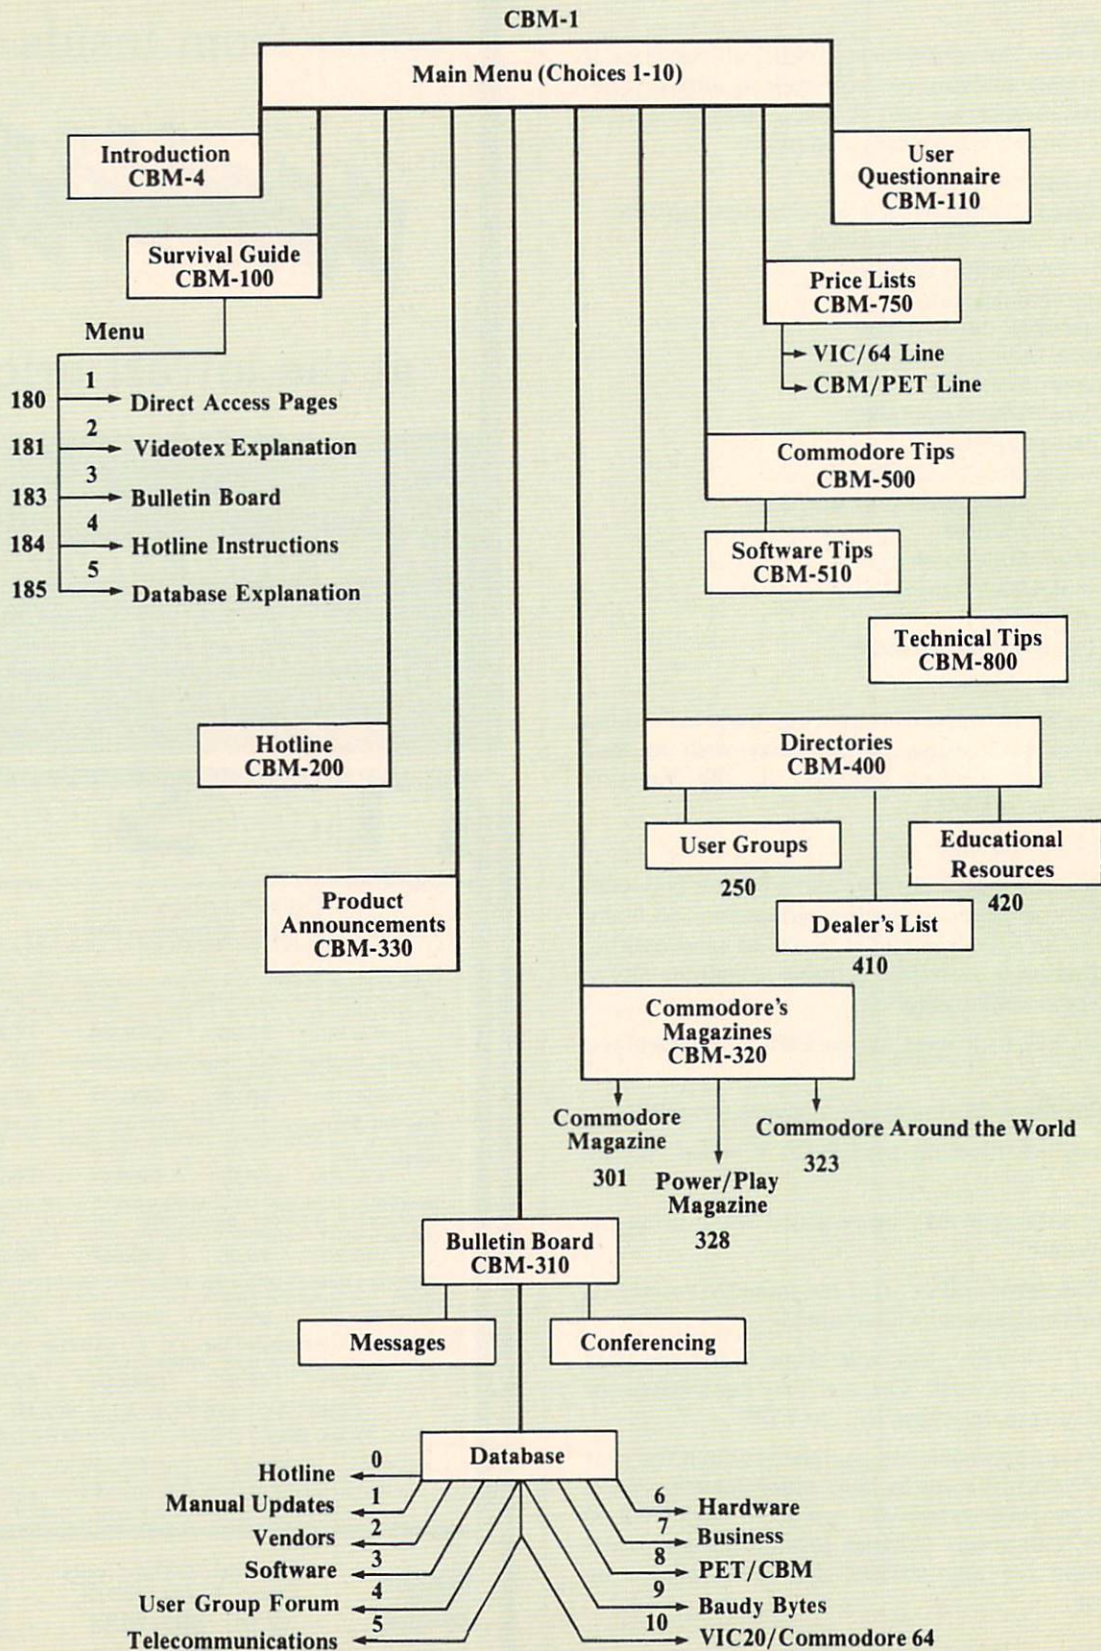 CBM-1
Main Menu (Choices 1-10)
Introduction
CBM-4
User
Questionnaire
CBM-110
Survival Guide
CBM-100
Price Lists
CBM-750
VIC/64 Line
CBM/PET Line
Menu
180
1
Direct Access Pages
181
2
Videotex Explanation
183
3
Bulletin Board
184
4
Hotline Instructions
185
5
Database Explanation
Commodore Tips
CBM-500
Software Tips
CBM-510
Technical Tips
CBM-800
Hotline
CBM-200
Directories
CBM-400
User Groups
250
Educational
Resources
420
Dealer's List
410
Product
Announcements
CBM-330
Commodore's
Magazines
CBM-320
Commodore
Magazine
301
Power/Play
Magazine
328
Commodore Around the World
323
Bulletin Board
CBM-310
Messages
Conferencing
Database
Hotline
0
Manual Updates
1
Vendors
2
Software
3
User Group Forum
4
Telecommunications
5
6
Hardware
7
Business
8
PET/CBM
9
Baudy Bytes
10
VIC20/Commodore 64